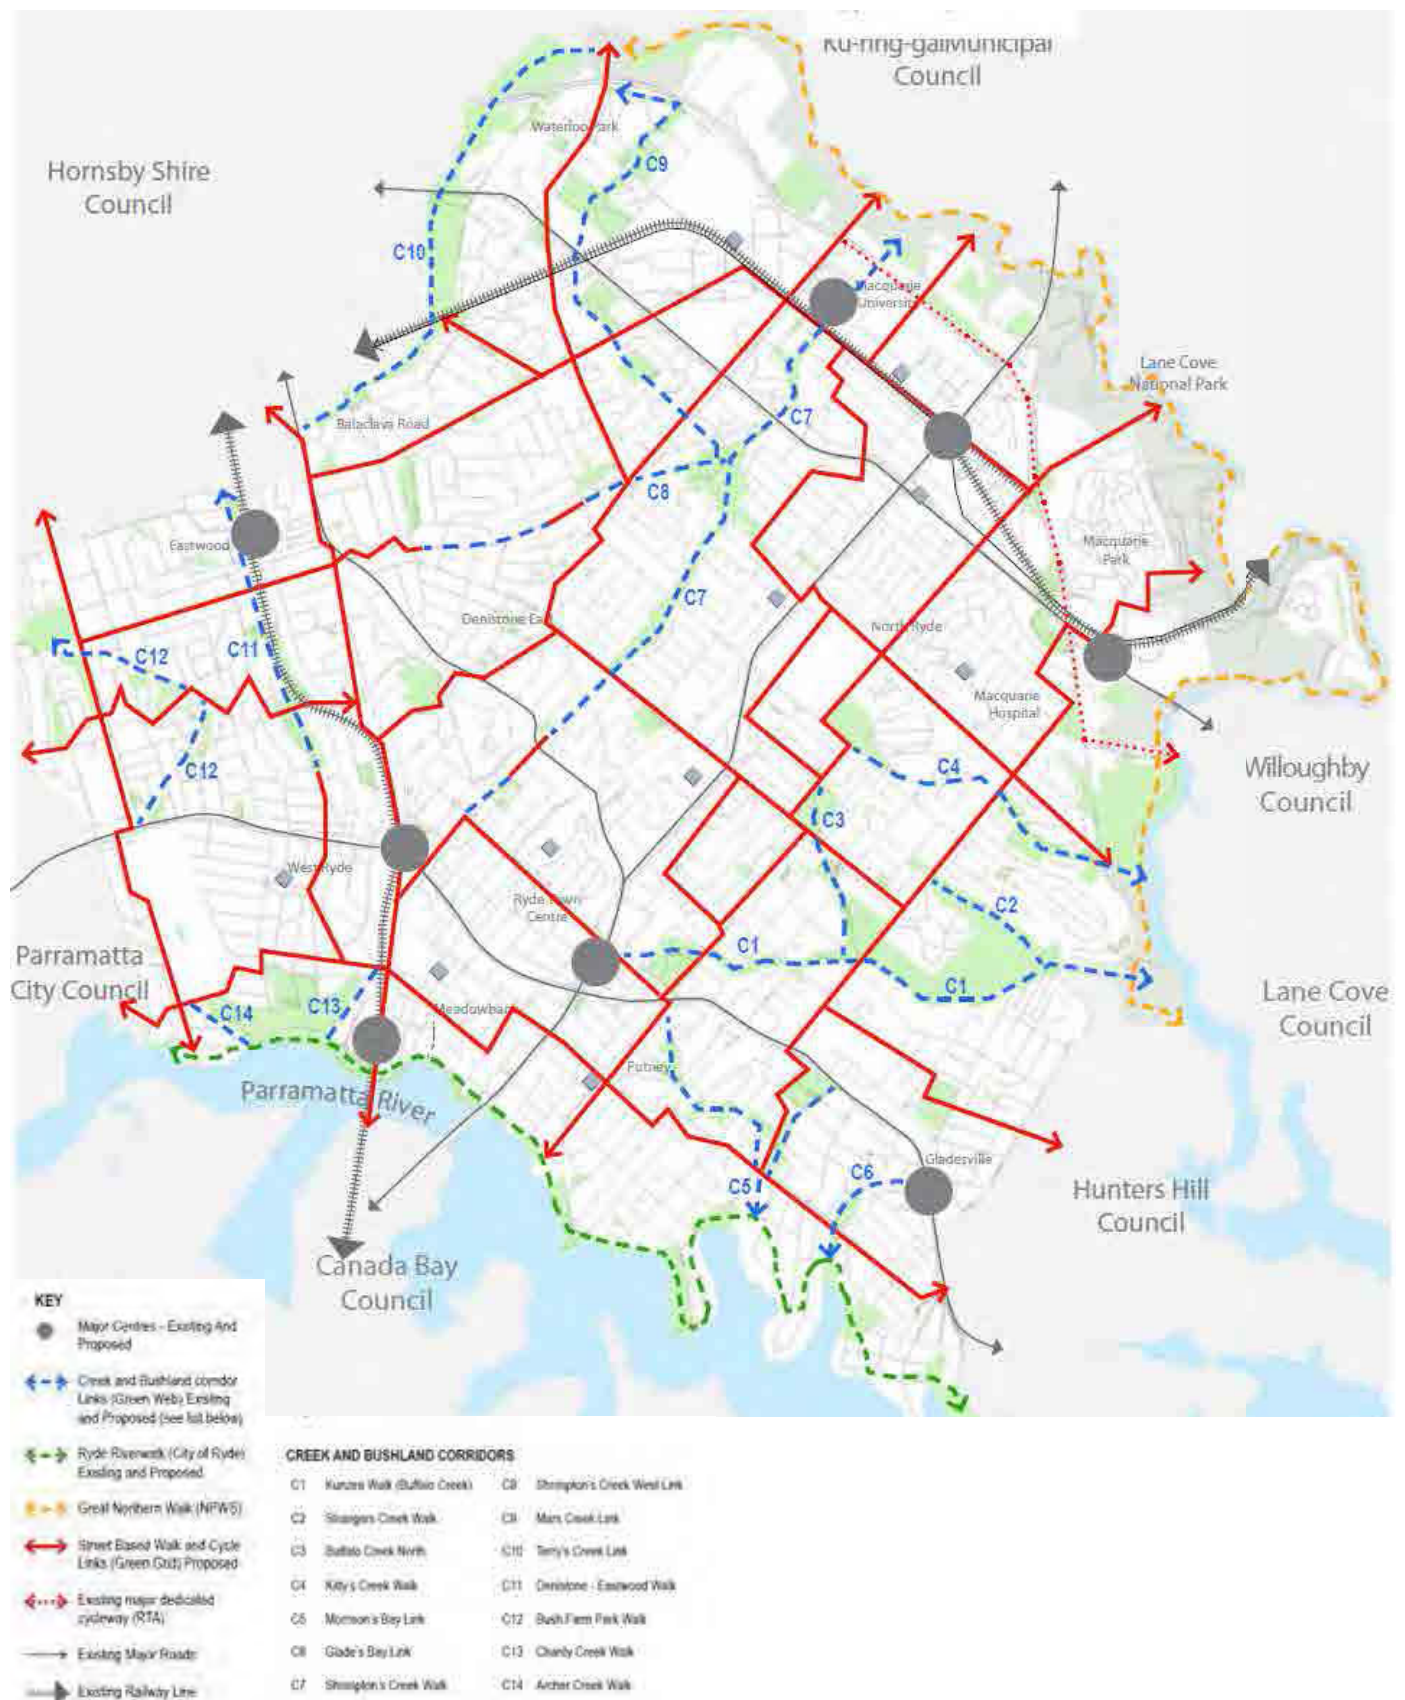 Ku-ring-gaiMunicipal
Council
Waterloo Park
C9
Hornsby Shire
Council
C10
Macquarie
University
Lane Cove
National Park
C7
Balaclava Road
C8
Eastwood
Macquarie
Park
C7
Denistone East
North Ryde
C11
C12
Macquarie
Hospital
C12
C4
Willoughby
Council
C3
West Ryde
Ryde Town
Centre
C2
C1
Parramatta
City Council
C1
Lane Cove
Council
C14
C13
Meadowbank
Putney
Parramatta River
Gladesville
C6
C5
Hunters Hill
Council
Canada Bay
Council
KEY
Major Centres - Existing And
Proposed
Creek and Bushland corridor
Links (Green Web) Existing
and Proposed (see list below)
Ryde Riverwalk (City of Ryde)
Existing and Proposed
Great Northern Walk (NPWS)
Street Based Walk and Cycle
Links (Green Grid) Proposed
Existing major dedicated
cycleway (RTA)
Existing Major Roads
Existing Railway Line
CREEK AND BUSHLAND CORRIDORS
C1 Kunzea Walk (Buffalo Creek)
C2 Strangers Creek Walk
C3 Buffalo Creek North
C4 Kitty's Creek Walk
C5 Morrison's Bay Link
C6 Glade's Bay Link
C7 Shrimpton's Creek Walk
C8 Shrimpton's Creek West Link
C9 Mars Creek Link
C10 Terry's Creek Link
C11 Denistone - Eastwood Walk
C12 Bush Farm Park Walk
C13 Charity Creek Walk
C14 Archer Creek Walk